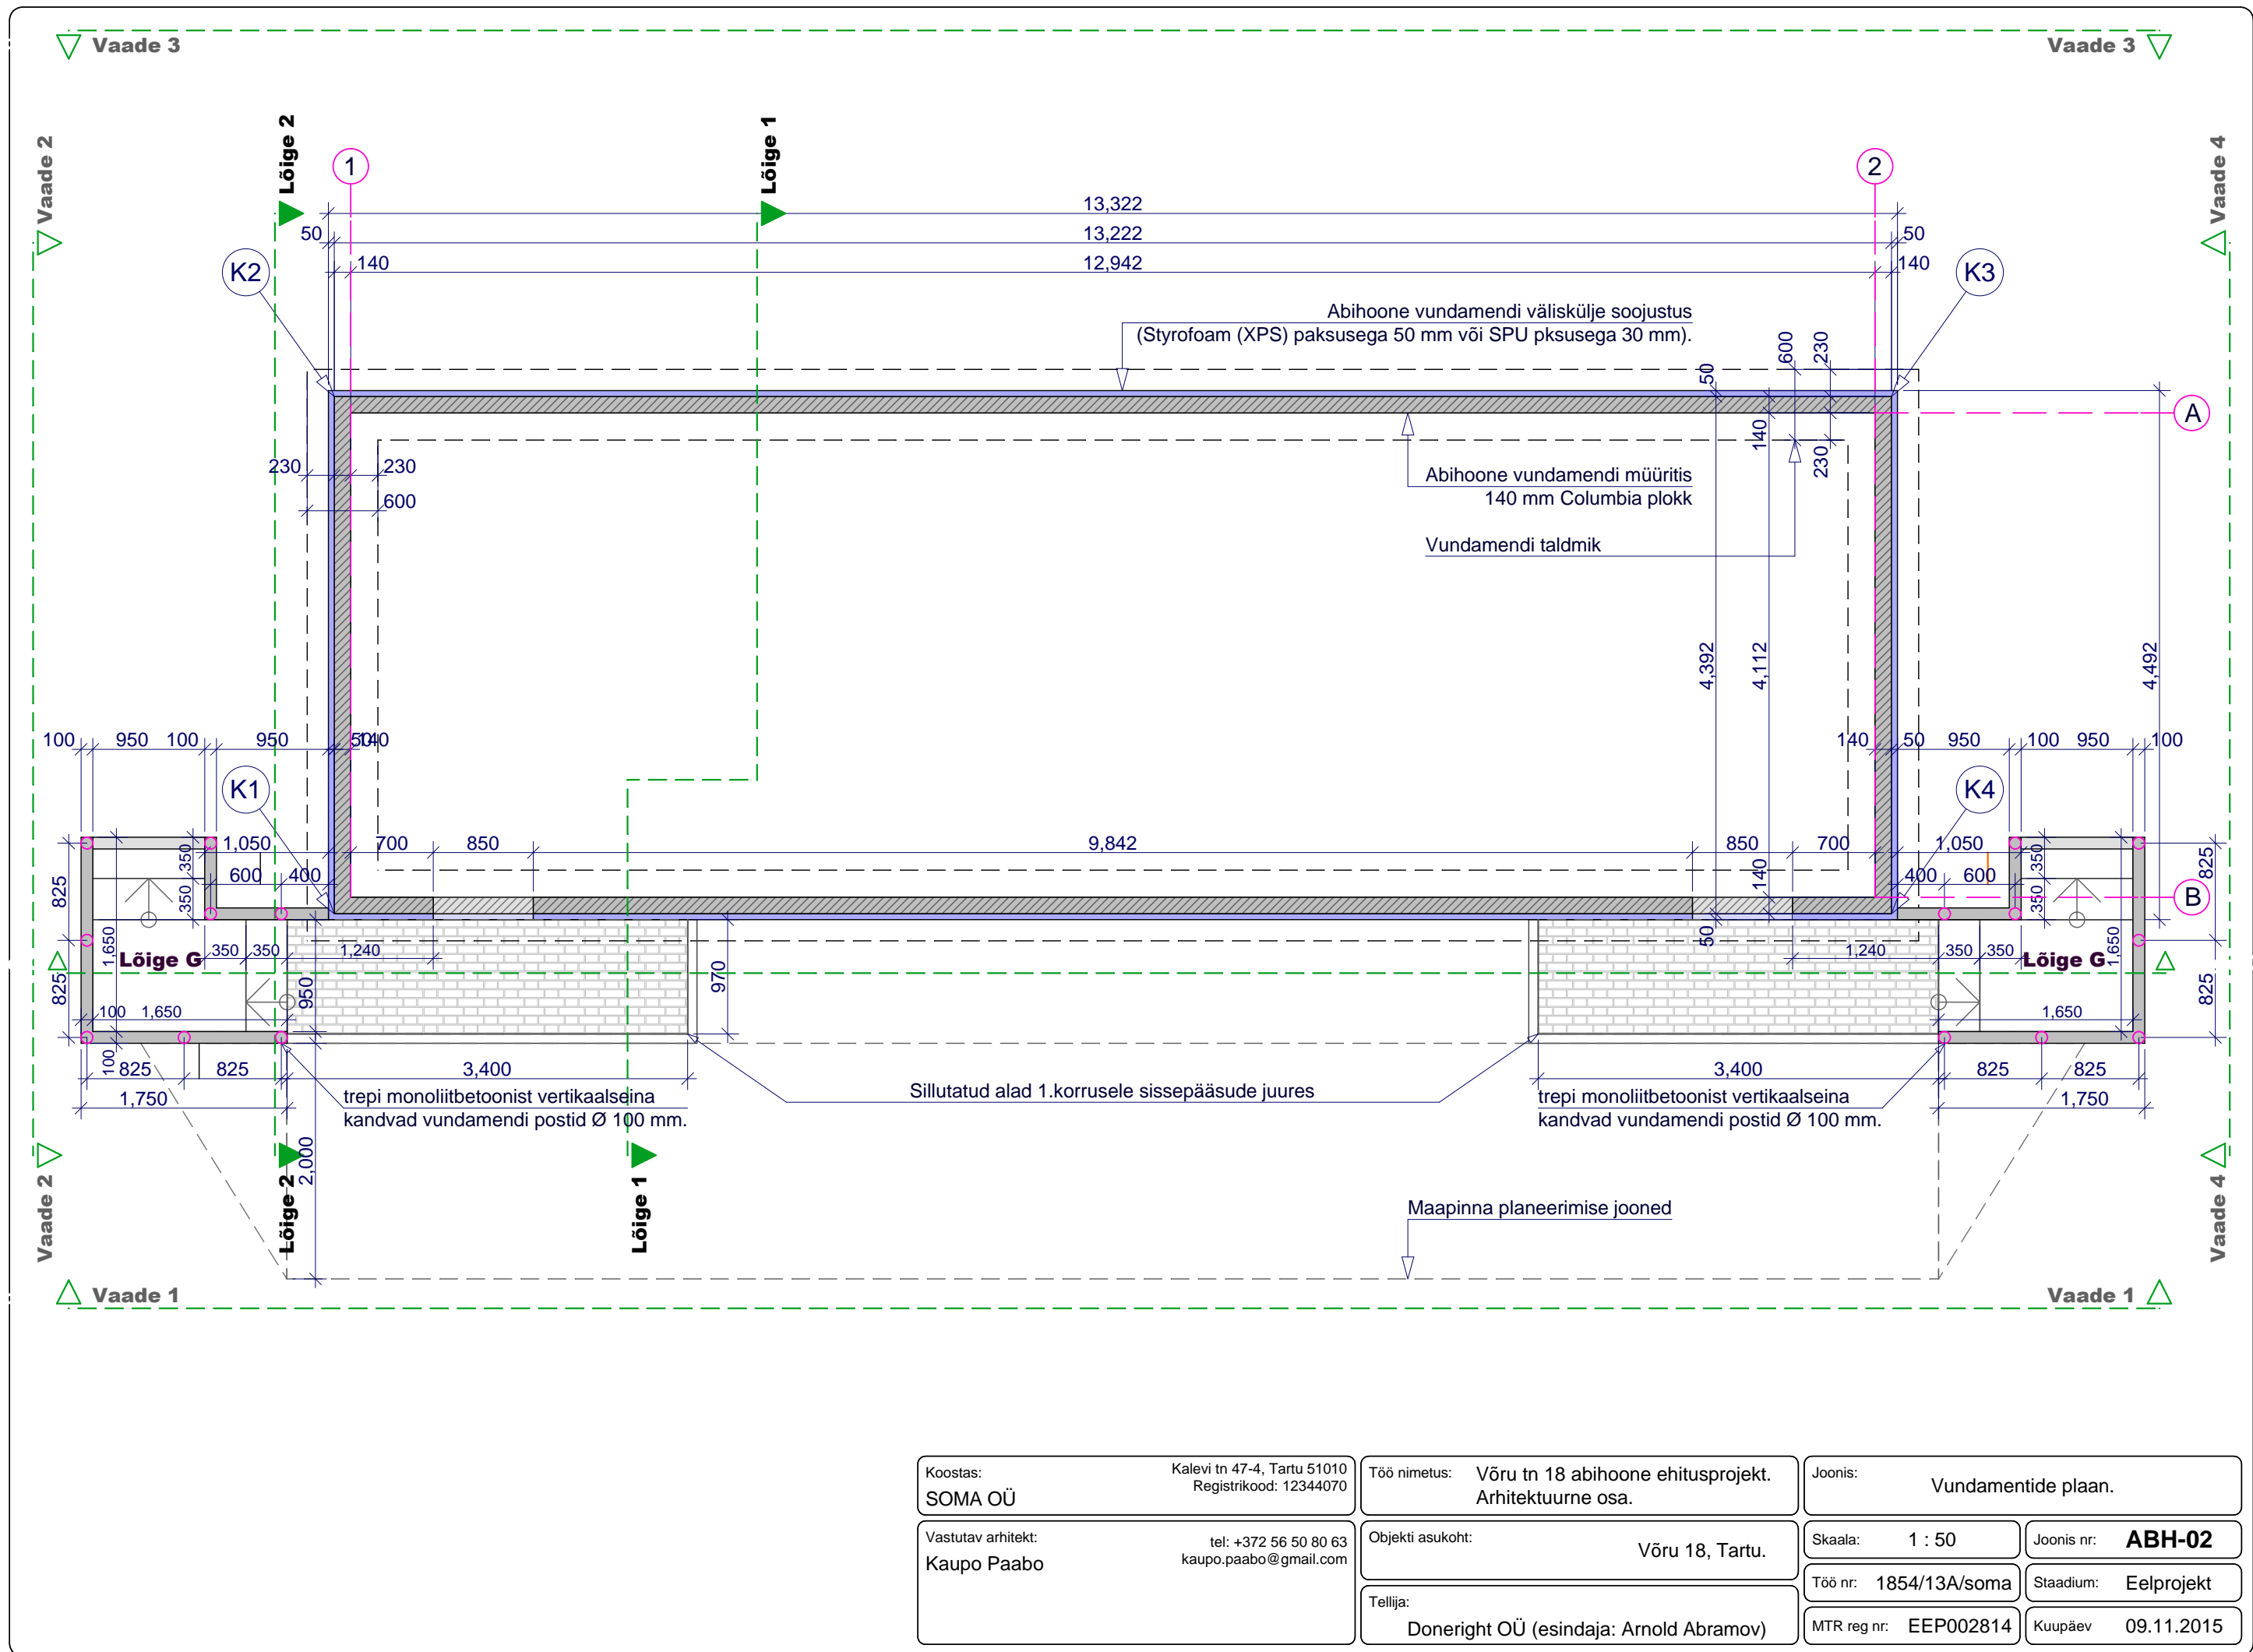 Vaade 3
Vaade 3
Vaade 2
Lõige 2
Lõige 1
Vaade 4
1
2
13,322
50
13,222
50
140
12,942
140
K2
K3
Abihoone vundamendi väliskülje soojustus
(Styrofoam (XPS) paksusega 50 mm või SPU pksusega 30 mm).
600
230
50
A
140
230
230
230
600
Abihoone vundamendi müüritis
140 mm Columbia plokk
Vundamendi taldmik
4,392
4,112
4,492
100
950
100
950
50
140
140
50
950
100
950
100
K1
K4
1,050
700
850
9,842
850
700
1,050
350
350
825
825
600
400
140
400
600
350
350
B
1,650
1,650
Lõige G
350
350
1,240
50
1,240
350
350
Lõige G
825
950
970
825
100
1,650
1,650
100
825
825
3,400
3,400
825
825
1,750
1,750
trepi monoliitbetoonist vertikaalseina
kandvad vundamendi postid Ø 100 mm.
Sillutatud alad 1.korrusele sissepääsude juures
trepi monoliitbetoonist vertikaalseina
kandvad vundamendi postid Ø 100 mm.
2,000
Vaade 2
Lõige 2
Lõige 1
Maapinna planeerimise jooned
Vaade 4
Vaade 1
Vaade 1
Koostas:
SOMA OÜ
Kalevi tn 47-4, Tartu 51010
Registrikood: 12344070
Töö nimetus:
Võru tn 18 abihoone ehitusprojekt.
Arhitektuurne osa.
Joonis:
Vundamentide plaan.
Vastutav arhitekt:
Kaupo Paabo
tel: +372 56 50 80 63
kaupo.paabo@gmail.com
Objekti asukoht:
Võru 18, Tartu.
Skaala: 1 : 50
Joonis nr: ABH-02
Töö nr: 1854/13A/soma
Staadium: Eelprojekt
Tellija:
Doneright OÜ (esindaja: Arnold Abramov)
MTR reg nr: EEP002814
Kuupäev 09.11.2015